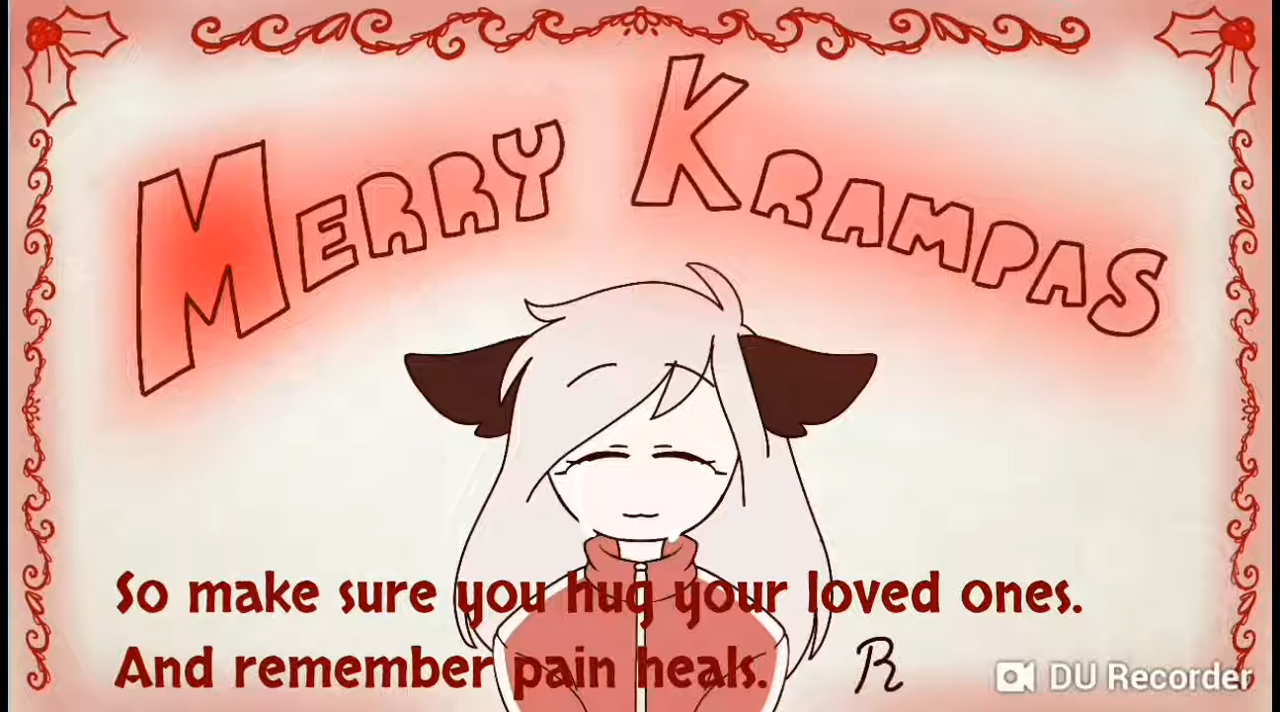 MERRY KRAMPAS
So make sure you hug your loved ones.
And remember pain heals. R
DU Recorder